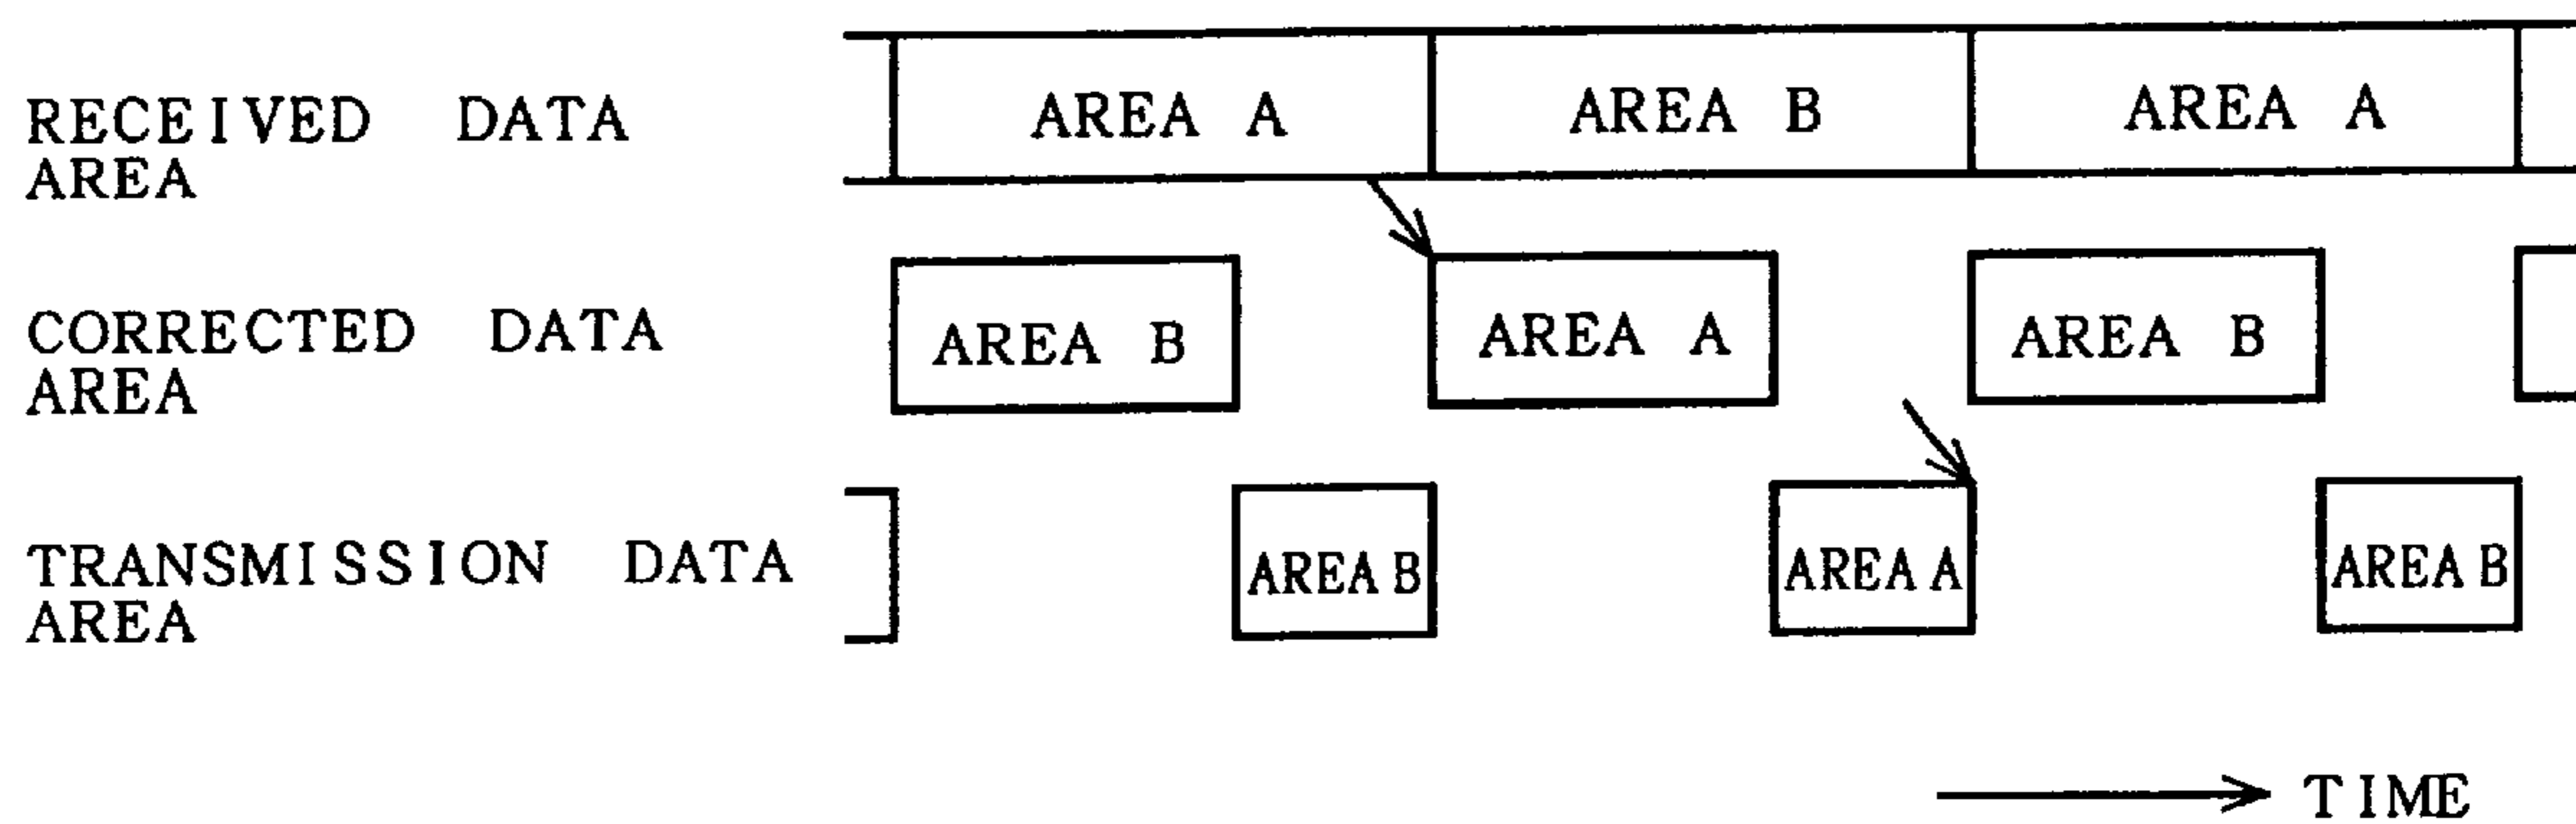 RECEIVED DATA AREA A AREA B AREA A
AREA
CORRECTED DATA AREA B AREA A AREA B
AREA
TRANSMISSION DATA AREA B AREA A AREA B
AREA
TIME